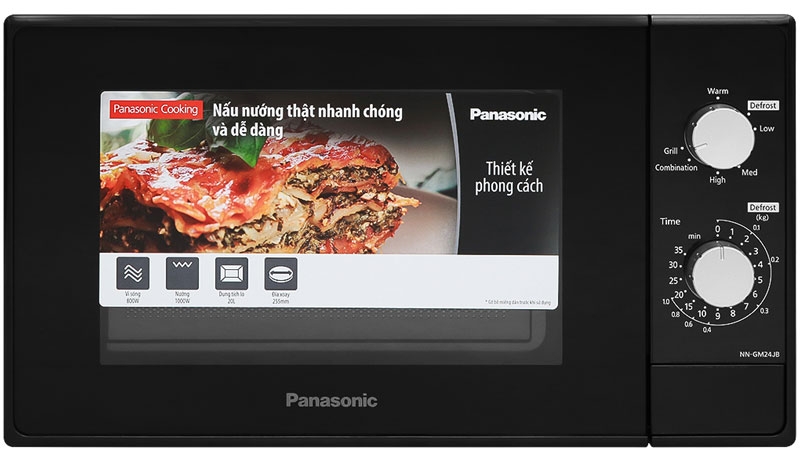 Panasonic Cooking
Nấu nướng thật nhanh chóng
và dễ dàng
Panasonic
Thiết kế
phong cách
Vi sóng
800W
Nướng
1000W
Dung tích lò
20L
Đĩa xoay
255mm
* Gỡ bỏ miếng dán trước khi sử dụng
Panasonic
Warm
Defrost
Low
Med
High
Combination
Grill
Defrost
(kg)
Time
min
0
1
2
3
4
5
6
7
8
9
10
15
20
25
30
35
0.1
0.2
0.3
0.4
0.6
0.8
1.0
NN-GM24JB